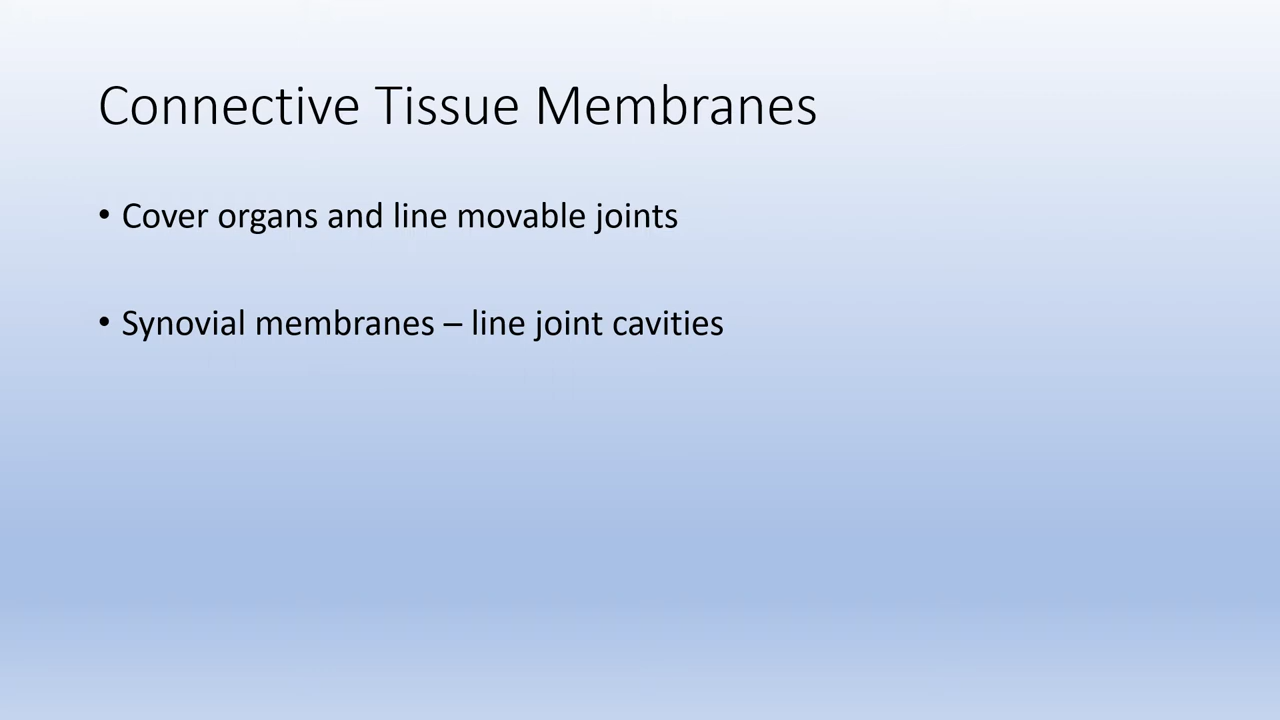 Connective Tissue Membranes
• Cover organs and line movable joints
• Synovial membranes – line joint cavities